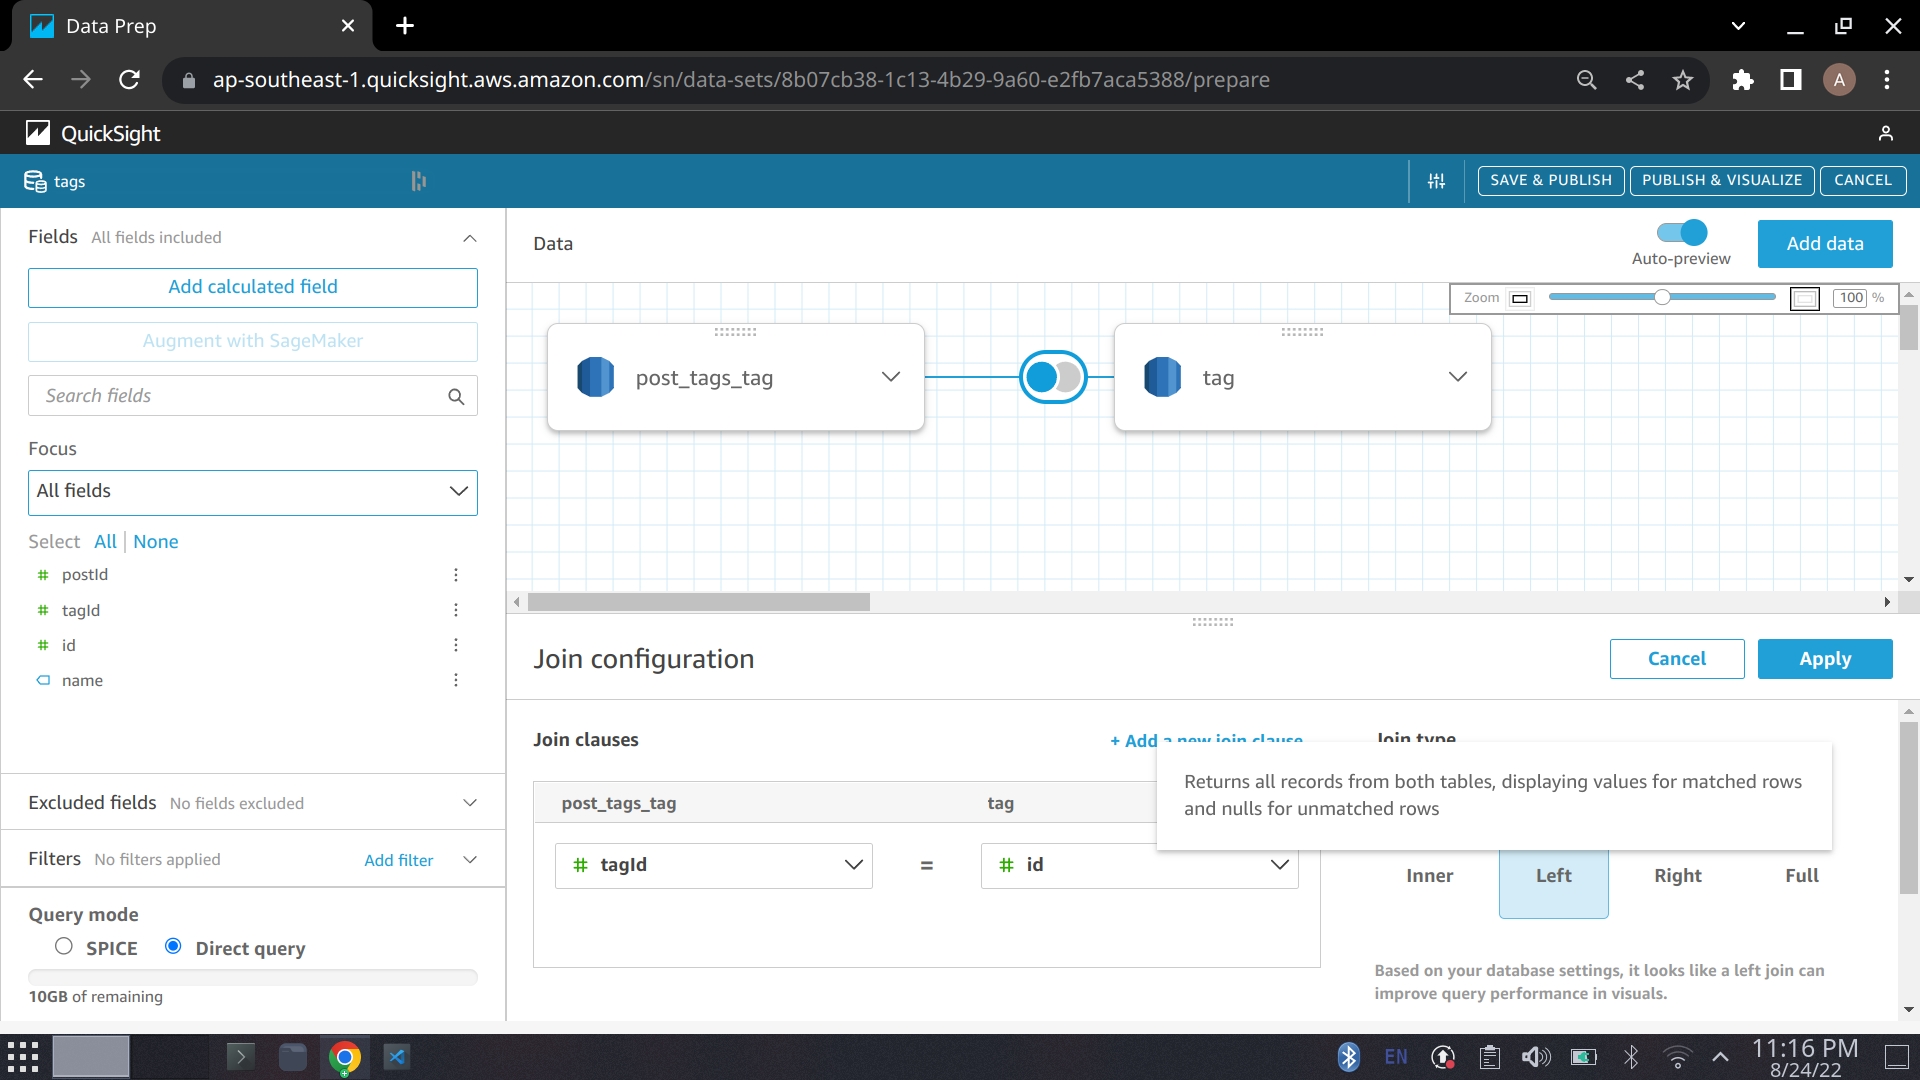 Data Prep
ap-southeast-1.quicksight.aws.amazon.com/sn/data-sets/8b07cb38-1c13-4b29-9a60-e2fb7aca5388/prepare
A
QuickSight
tags
SAVE & PUBLISH
PUBLISH & VISUALIZE
CANCEL
Fields All fields included
Add calculated field
Augment with SageMaker
Search fields
Focus
All fields
Select All None
postId
tagId
id
name
Excluded fields No fields excluded
Filters No filters applied Add filter
Query mode
SPICE Direct query
10GB of remaining
Data
Auto-preview
Add data
Zoom 100 %
post_tags_tag
tag
Join configuration
Cancel
Apply
Join clauses
+ Add a new join clause
Join type
Returns all records from both tables, displaying values for matched rows
and nulls for unmatched rows
post_tags_tag tag
tagId = id
Inner Left Right Full
Based on your database settings, it looks like a left join can
improve query performance in visuals.
EN
11:16 PM
8/24/22